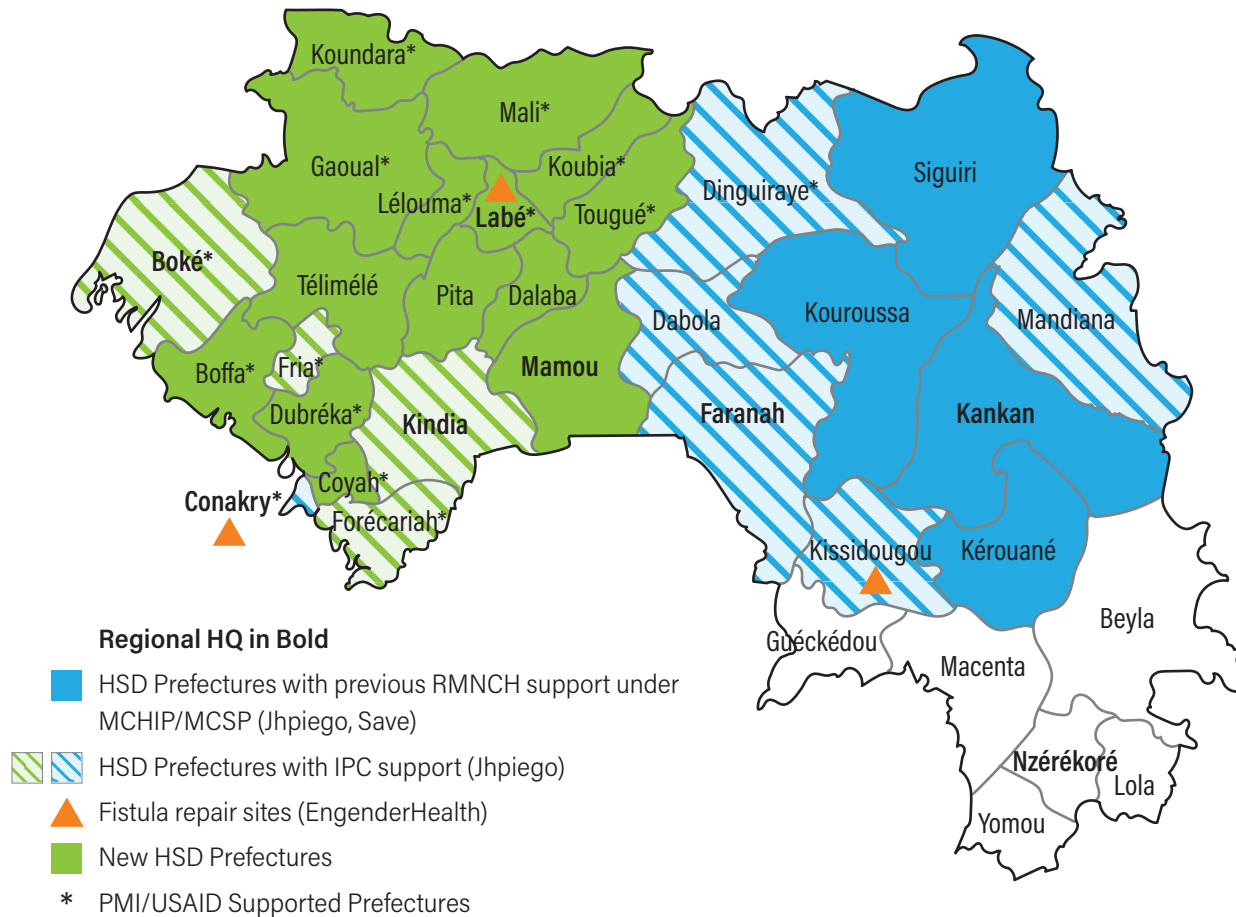 Koundara*
Mali*
Gaoual*
Koubia*
Siguiri
Dinguiraye*
Lélouma*
Labé*
Tougué*
Boké*
Télimélé
Pita
Dalaba
Dabola
Kouroussa
Mandiana
Boffa*
Fria*
Mamou
Dubréka*
Kindia
Faranah
Kankan
Coyah*
Conakry*
Forécariah*
Kissidougou
Kérouané
Beyla
Guéckédou
Macenta
Nzérékoré
Lola
Yomou
Regional HQ in Bold
HSD Prefectures with previous RMNCH support under
MCHIP/MCSP (Jhpiego, Save)
HSD Prefectures with IPC support (Jhpiego)
Fistula repair sites (EngenderHealth)
New HSD Prefectures
* PMI/USAID Supported Prefectures